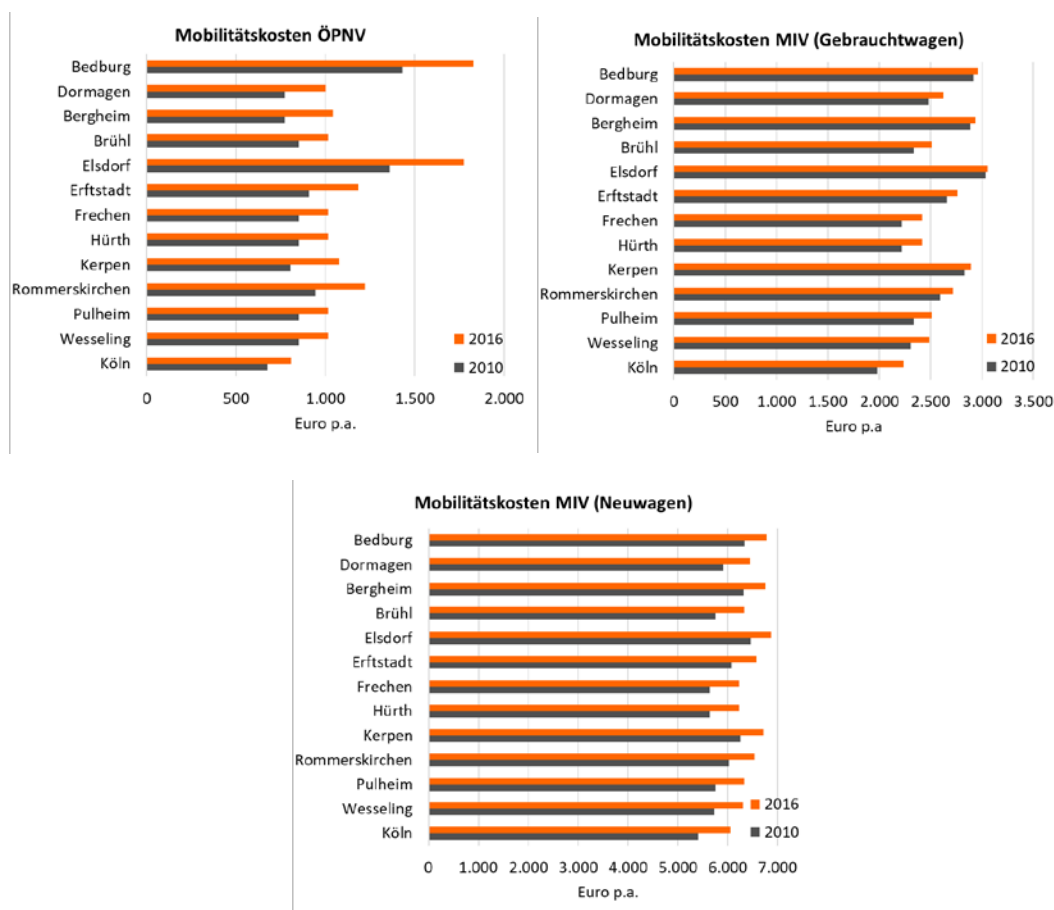 Mobilitätskosten ÖPNV
Bedburg
Dormagen
Bergheim
Brühl
Elsdorf
Erftstadt
Frechen
Hürth
Kerpen
Rommerskirchen
Pulheim
Wesseling
Köln
2016
2010
0 500 1.000 1.500 2.000
Euro p.a.
Mobilitätskosten MIV (Gebrauchtwagen)
Bedburg
Dormagen
Bergheim
Brühl
Elsdorf
Erftstadt
Frechen
Hürth
Kerpen
Rommerskirchen
Pulheim
Wesseling
Köln
2016
2010
0 500 1.000 1.500 2.000 2.500 3.000 3.500
Euro p.a
Mobilitätskosten MIV (Neuwagen)
Bedburg
Dormagen
Bergheim
Brühl
Elsdorf
Erftstadt
Frechen
Hürth
Kerpen
Rommerskirchen
Pulheim
Wesseling
Köln
2016
2010
0 1.000 2.000 3.000 4.000 5.000 6.000 7.000
Euro p.a.